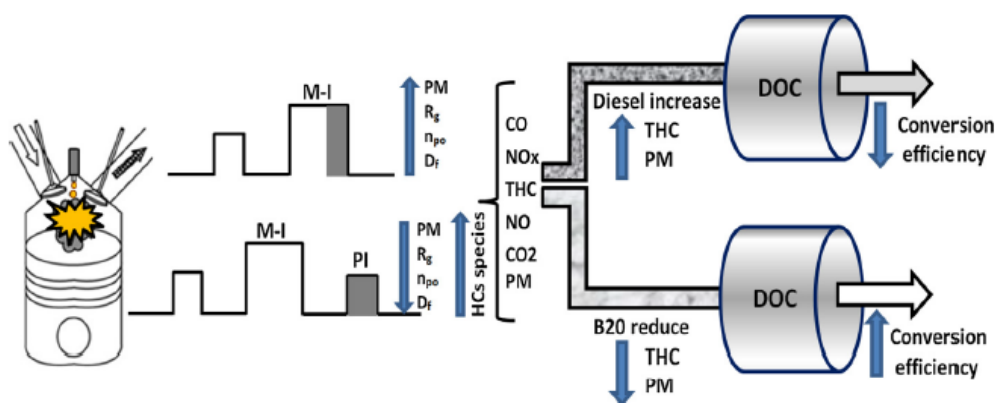 M-I
PM
Rg
npo
Df
M-I
PI
PM
Rg
npo
Df
HCs species
CO
NOx
THC
NO
CO2
PM
Diesel increase
THC
PM
DOC
Conversion
efficiency
B20 reduce
THC
PM
DOC
Conversion
efficiency